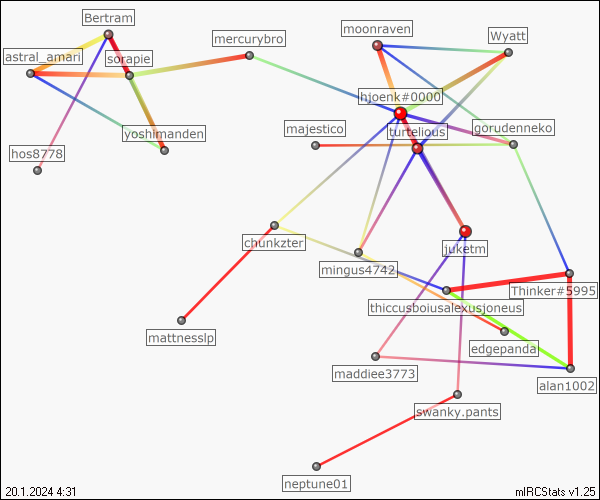 Bertram
moonraven
Wyatt
mercurybro
astral_amari
sorapie
hjoenk#0000
yoshimanden
majestico
turtelious
gorudenneko
hos8778
chunkzter
juketm
mingus4742
Thinker#5995
thiccusboiusalexusjoneus
mattnesslp
edgepanda
maddiee3773
alan1002
swanky.pants
neptune01
20.1.2024 4:31
mIRCStats v1.25